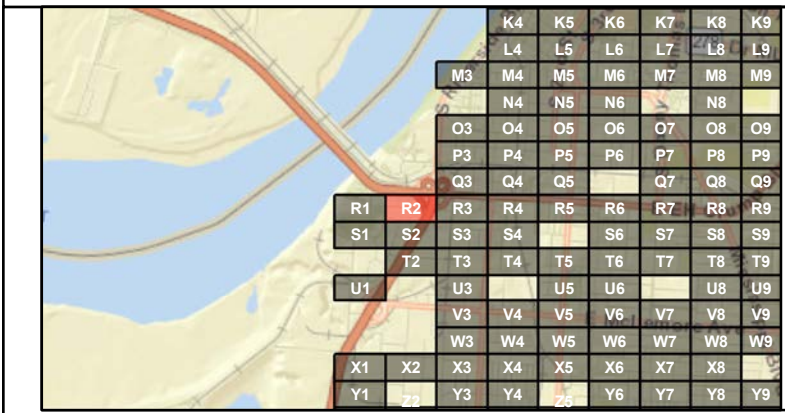 K4 K5 K6 K7 K8 K9
L4 L5 L6 L7 L8 L9
M3 M4 M5 M6 M7 M8 M9
N4 N5 N6 N8
O3 O4 O5 O6 O7 O8 O9
P3 P4 P5 P6 P7 P8 P9
Q3 Q4 Q5 Q7 Q8 Q9
R1 R2 R3 R4 R5 R6 R7 R8 R9
S1 S2 S3 S4 S6 S7 S8 S9
T2 T3 T4 T5 T6 T7 T8 T9
U1 U3 U5 U6 U8 U9
V3 V4 V5 V6 V7 V8 V9
W3 W4 W5 W6 W7 W8 W9
X1 X2 X3 X4 X5 X6 X7 X8
Y1 Y3 Y4 Y6 Y7 Y8 Y9
Z2